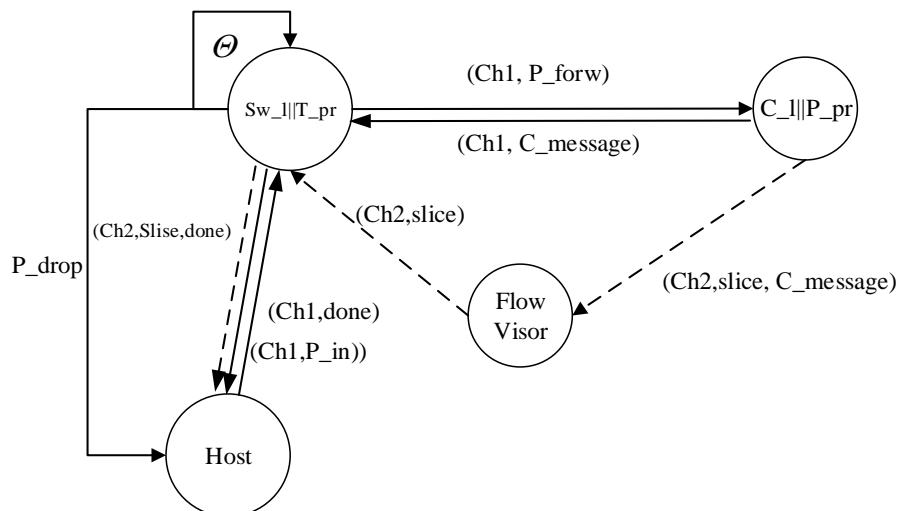 Θ
(Ch1, P_forw)
Sw_l||T_pr
C_l||P_pr
(Ch1, C_message)
(Ch2,slice)
(Ch2,Slise,done)
P_drop
(Ch2,slice, C_message)
Flow
Visor
(Ch1,done)
(Ch1,P_in))
Host